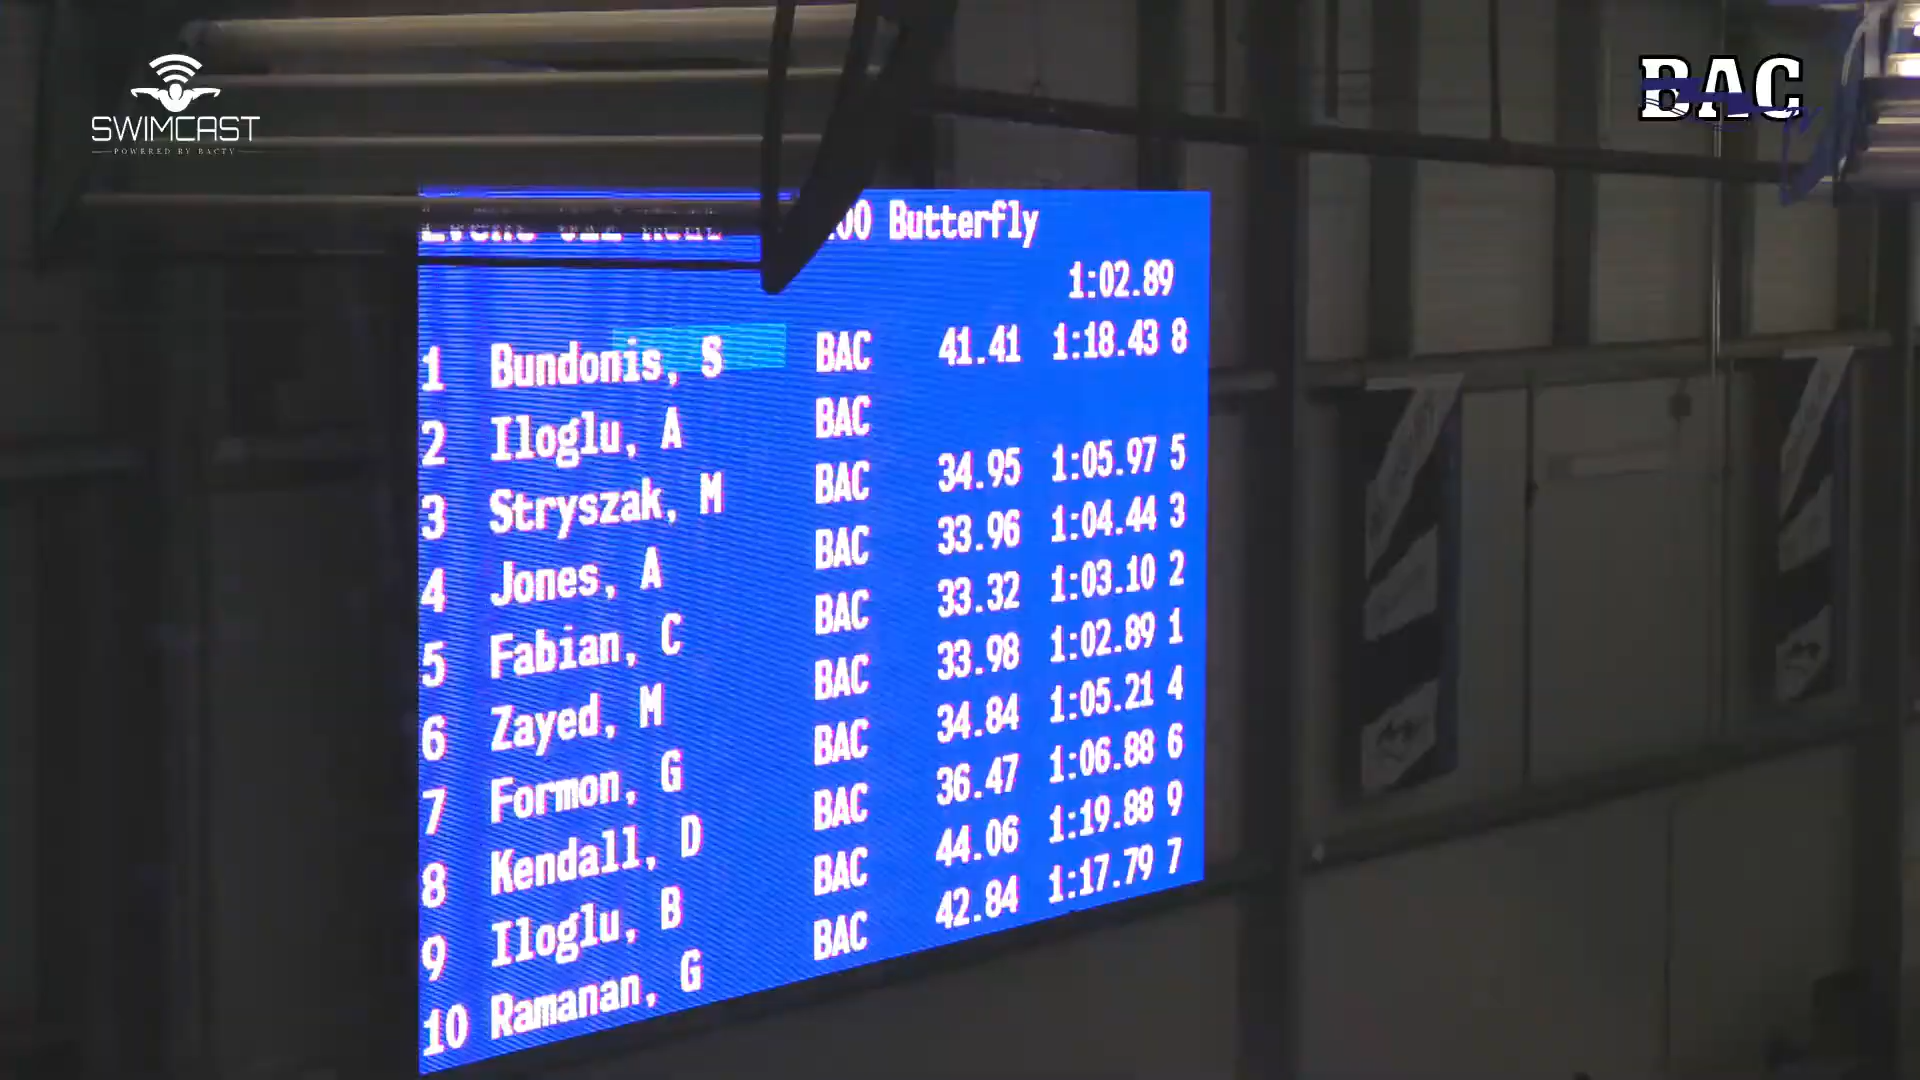 SWIMCAST
POWERED BY BACTV
BAC
Butterfly
1:02.89
1 Bundonis, S BAC 41.41 1:18.43 8
2 Iloglu, A BAC
3 Stryszak, M BAC 34.95 1:05.97 5
4 Jones, A BAC 33.96 1:04.44 3
5 Fabian, C BAC 33.32 1:03.10 2
6 Zayed, M BAC 33.98 1:02.89 1
7 Formon, G BAC 34.84 1:05.21 4
8 Kendall, D BAC 36.47 1:06.88 6
9 Iloglu, B BAC 44.06 1:19.88 9
10 Ramanan, G BAC 42.84 1:17.79 7